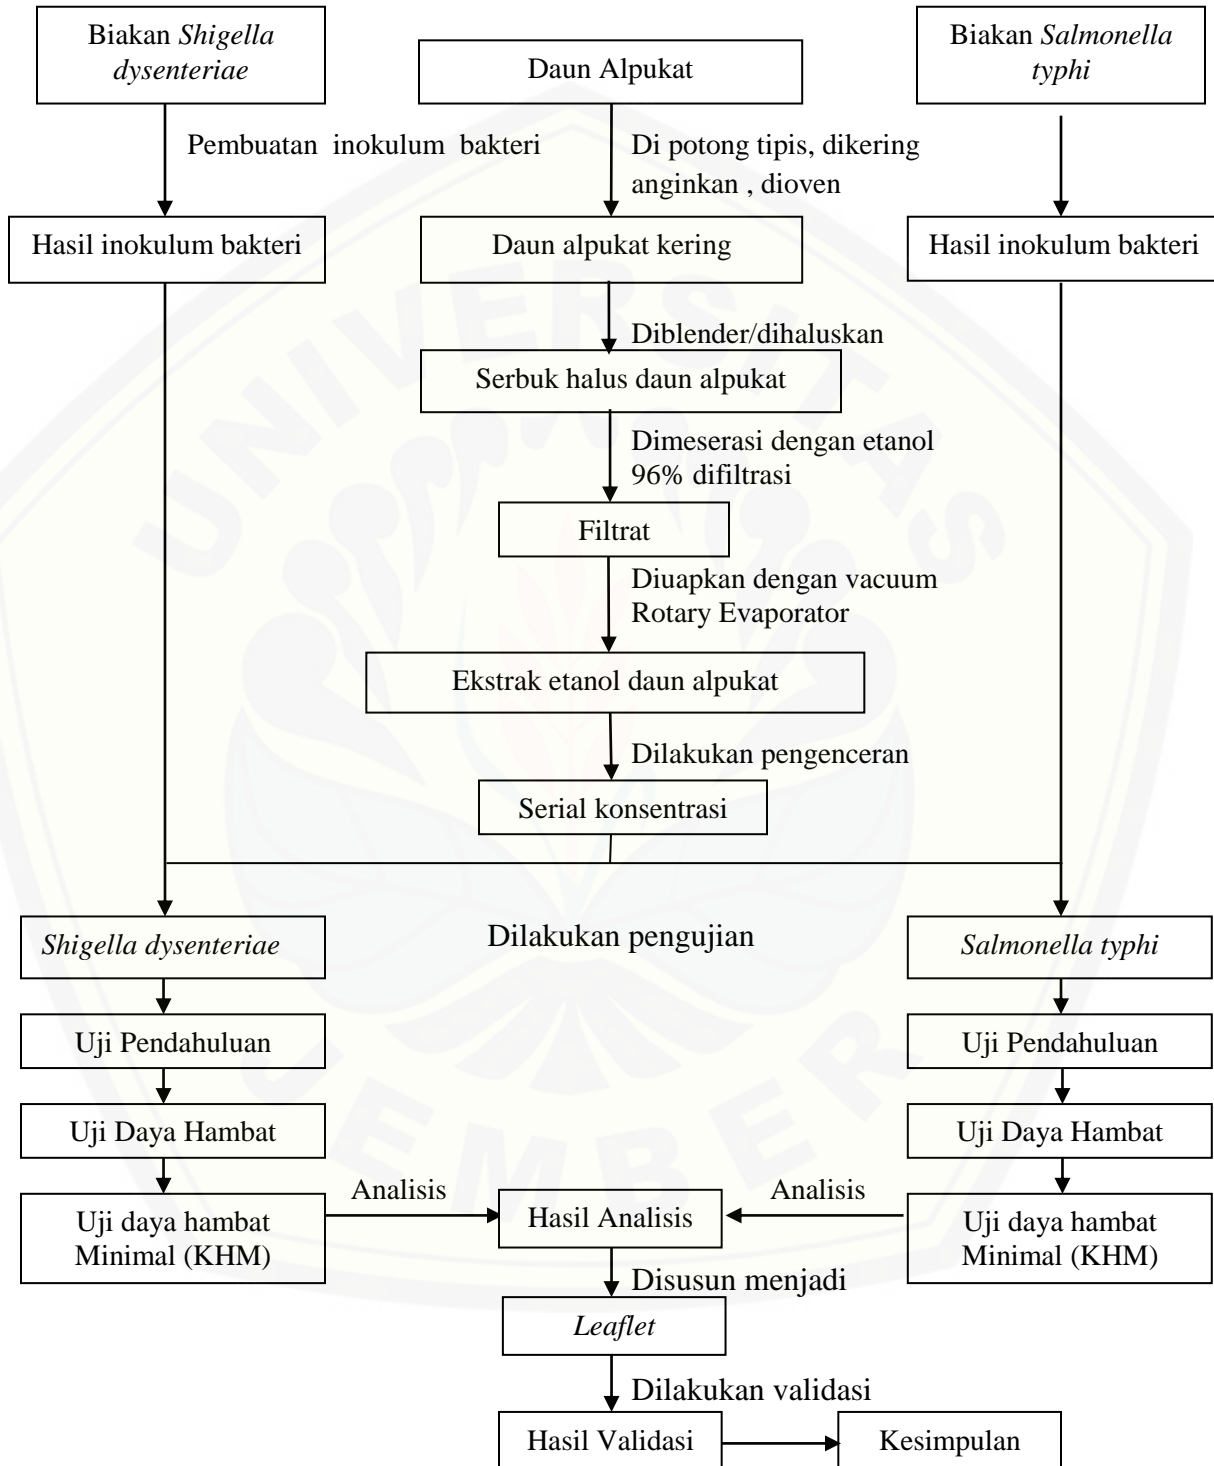 Biakan Shigella
dysenteriae
Daun Alpukat
Biakan Salmonella
typhi
Pembuatan inokulum bakteri
Di potong tipis, dikering
anginkan , dioven
Hasil inokulum bakteri
Daun alpukat kering
Hasil inokulum bakteri
Diblender/dihaluskan
Serbuk halus daun alpukat
Dimeserasi dengan etanol
96% difiltrasi
Filtrat
Diuapkan dengan vacuum
Rotary Evaporator
Ekstrak etanol daun alpukat
Dilakukan pengenceran
Serial konsentrasi
Shigella dysenteriae
Dilakukan pengujian
Salmonella typhi
Uji Pendahuluan
Uji Pendahuluan
Uji Daya Hambat
Uji Daya Hambat
Analisis
Analisis
Uji daya hambat
Minimal (KHM)
Hasil Analisis
Uji daya hambat
Minimal (KHM)
Disusun menjadi
Leaflet
Dilakukan validasi
Hasil Validasi
Kesimpulan
UNIVERSITAS
JEMBER